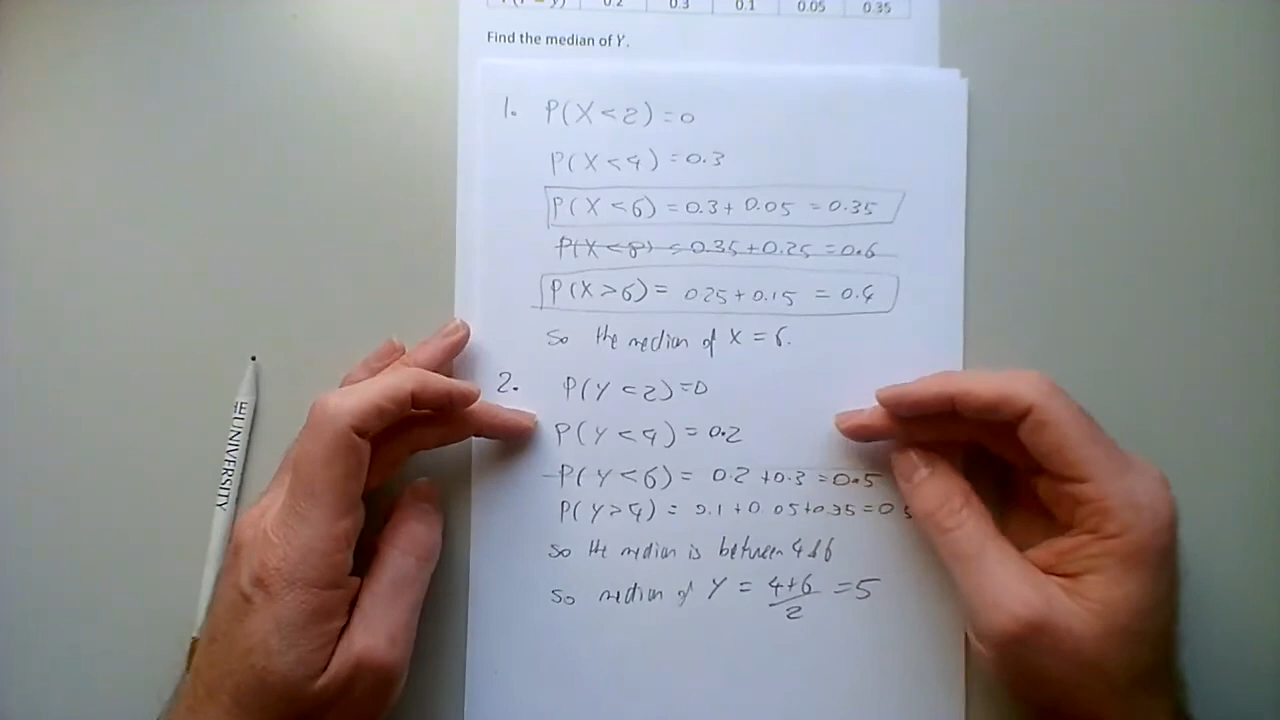 0.2 0.3 0.1 0.05 0.35
Find the median of Y.
1. P(X<2)=0
P(X<4)=0.3
P(X<6)=0.3+0.05=0.35
P(X<8)=0.35+0.25=0.6
P(X>6)=0.25+0.15=0.4
So the median of X=6.
2. P(Y<2)=0
P(Y<4)=0.2
P(Y<6)=0.2+0.3=0.5
P(Y>4)=0.1+0.05+0.35=0.5
So the median is between 4 & 6
So median of Y=4+6/2=5
UNIVERSITY